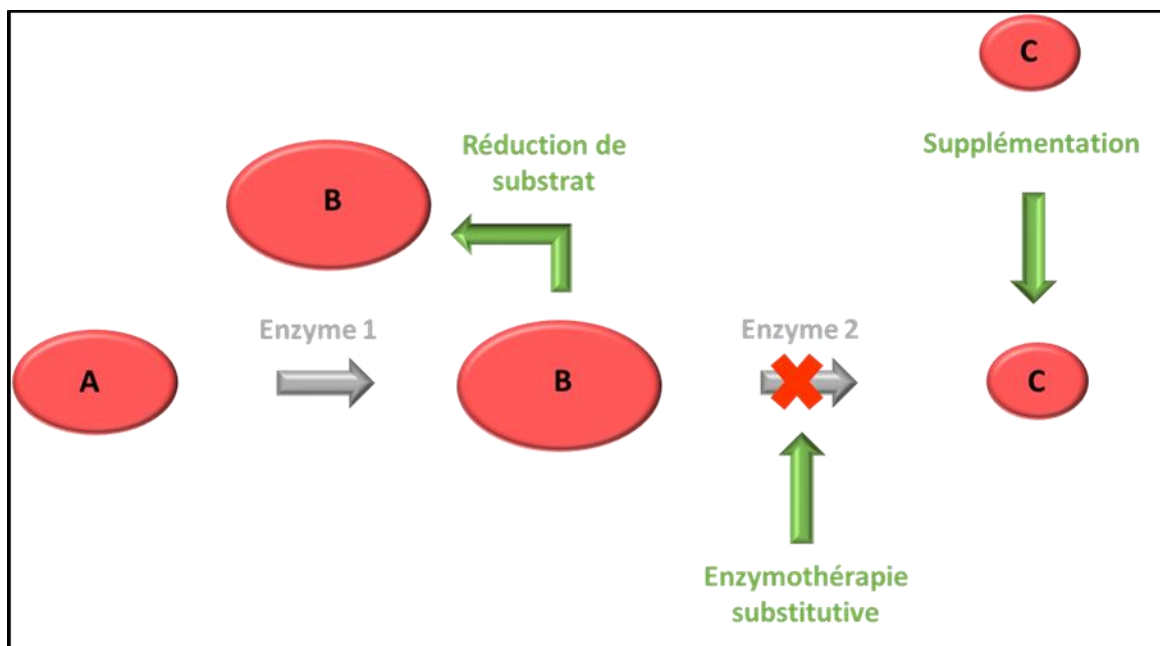 C
Réduction de
substrat
Supplémentation
B
Enzyme 1
Enzyme 2
A
B
C
Enzymothérapie
substitutive